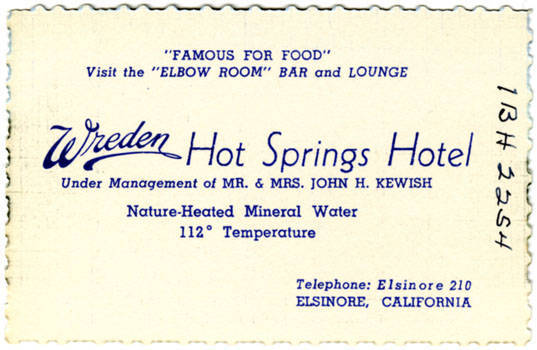 "FAMOUS FOR FOOD"
Visit the "ELBOW ROOM" BAR and LOUNGE
Wreden Hot Springs Hotel
Under Management of MR. & MRS. JOHN H. KEWISH
Nature-Heated Mineral Water
112° Temperature
Telephone: Elsinore 210
ELSINORE, CALIFORNIA
1BH 2254